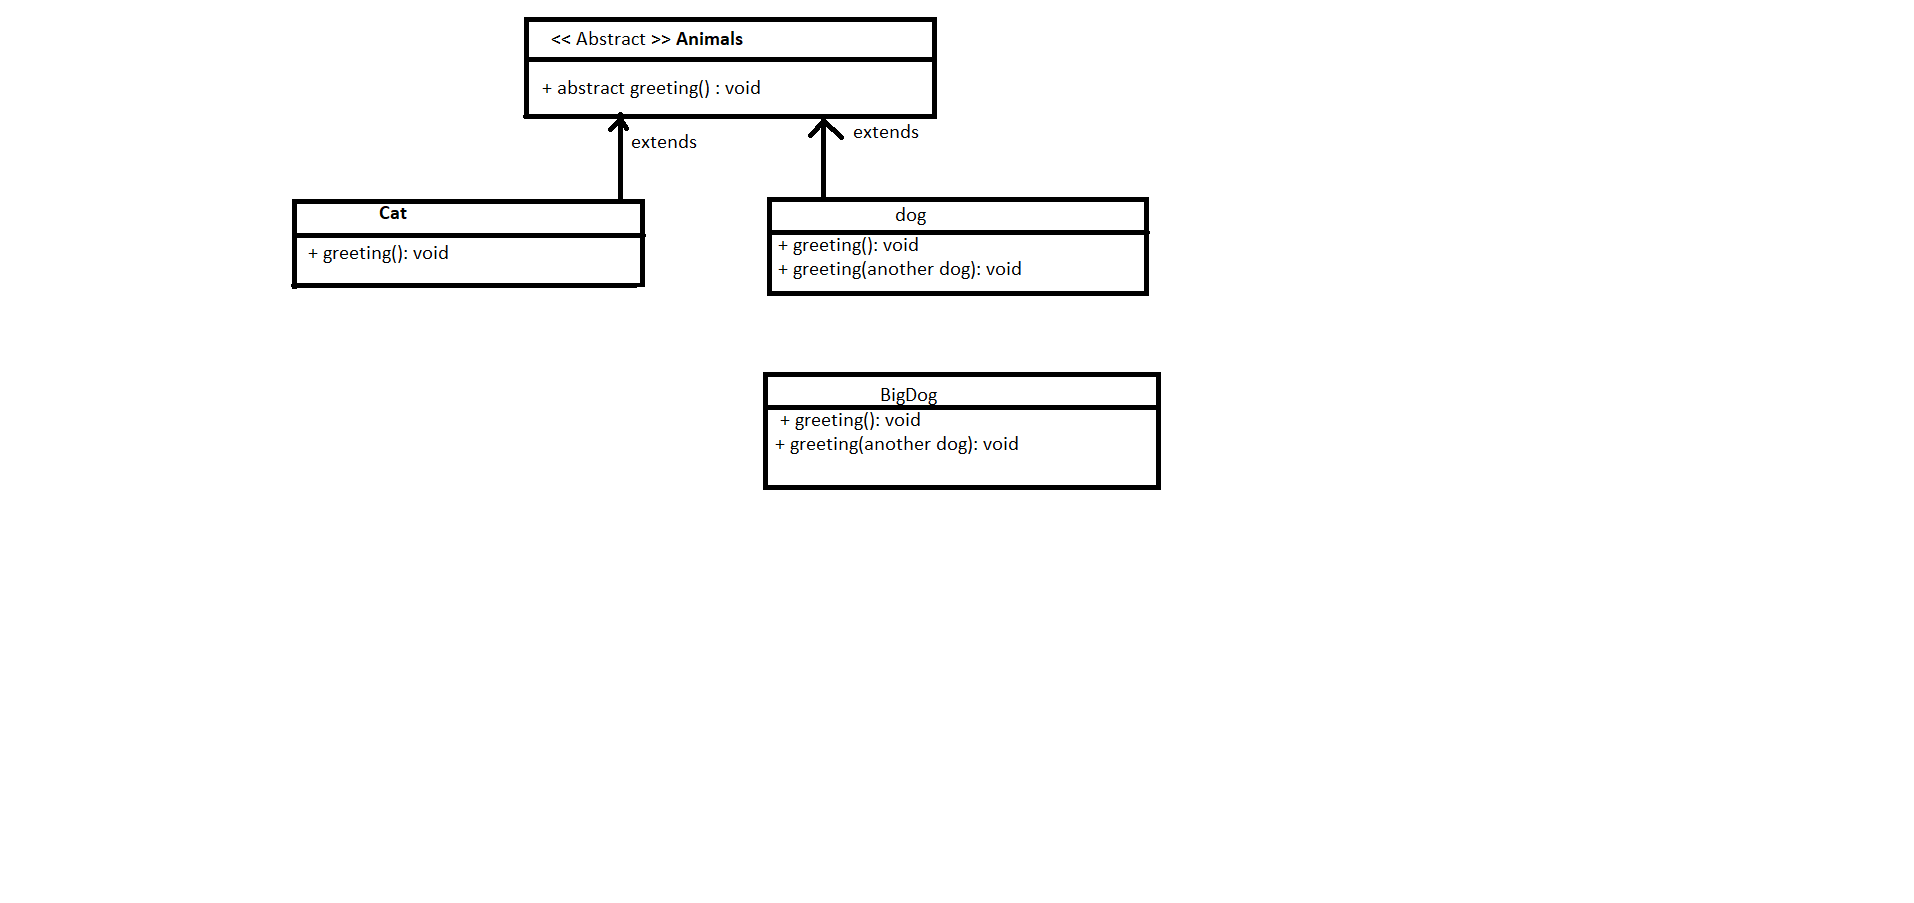 << Abstract >> Animals
+ abstract greeting() : void
extends
extends
Cat
+ greeting(): void
dog
+ greeting(): void
+ greeting(another dog): void
BigDog
+ greeting(): void
+ greeting(another dog): void